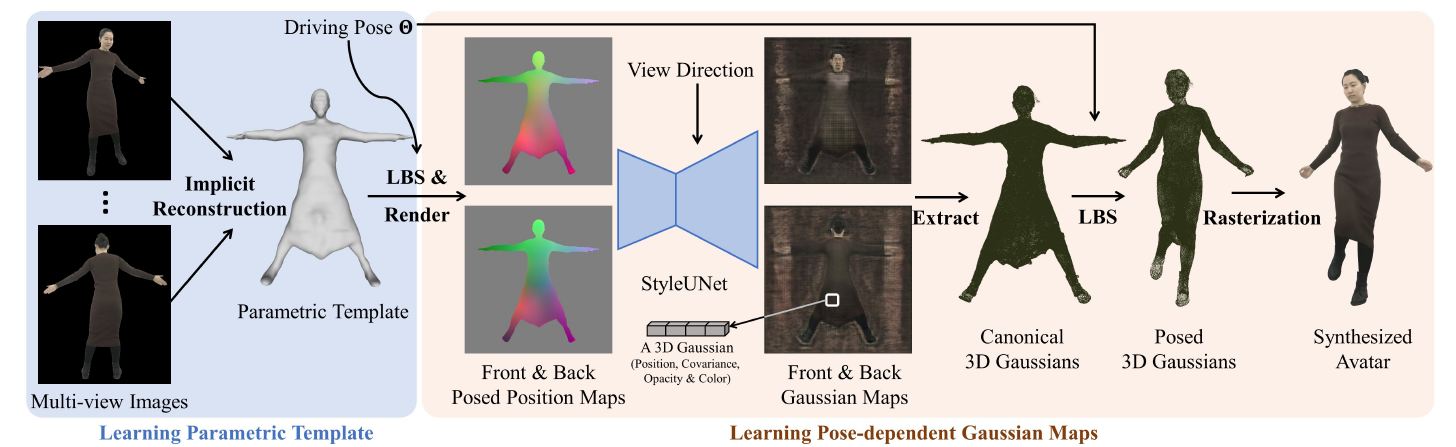 Driving Pose Θ
Implicit
Reconstruction
Parametric Template
Multi-view Images
Learning Parametric Template
LBS &
Render
View Direction
StyleUNet
A 3D Gaussian
(Position, Covariance,
Opacity & Color)
Front & Back
Posed Position Maps
Front & Back
Gaussian Maps
Extract
Canonical
3D Gaussians
LBS
Posed
3D Gaussians
Rasterization
Synthesized
Avatar
Learning Pose-dependent Gaussian Maps